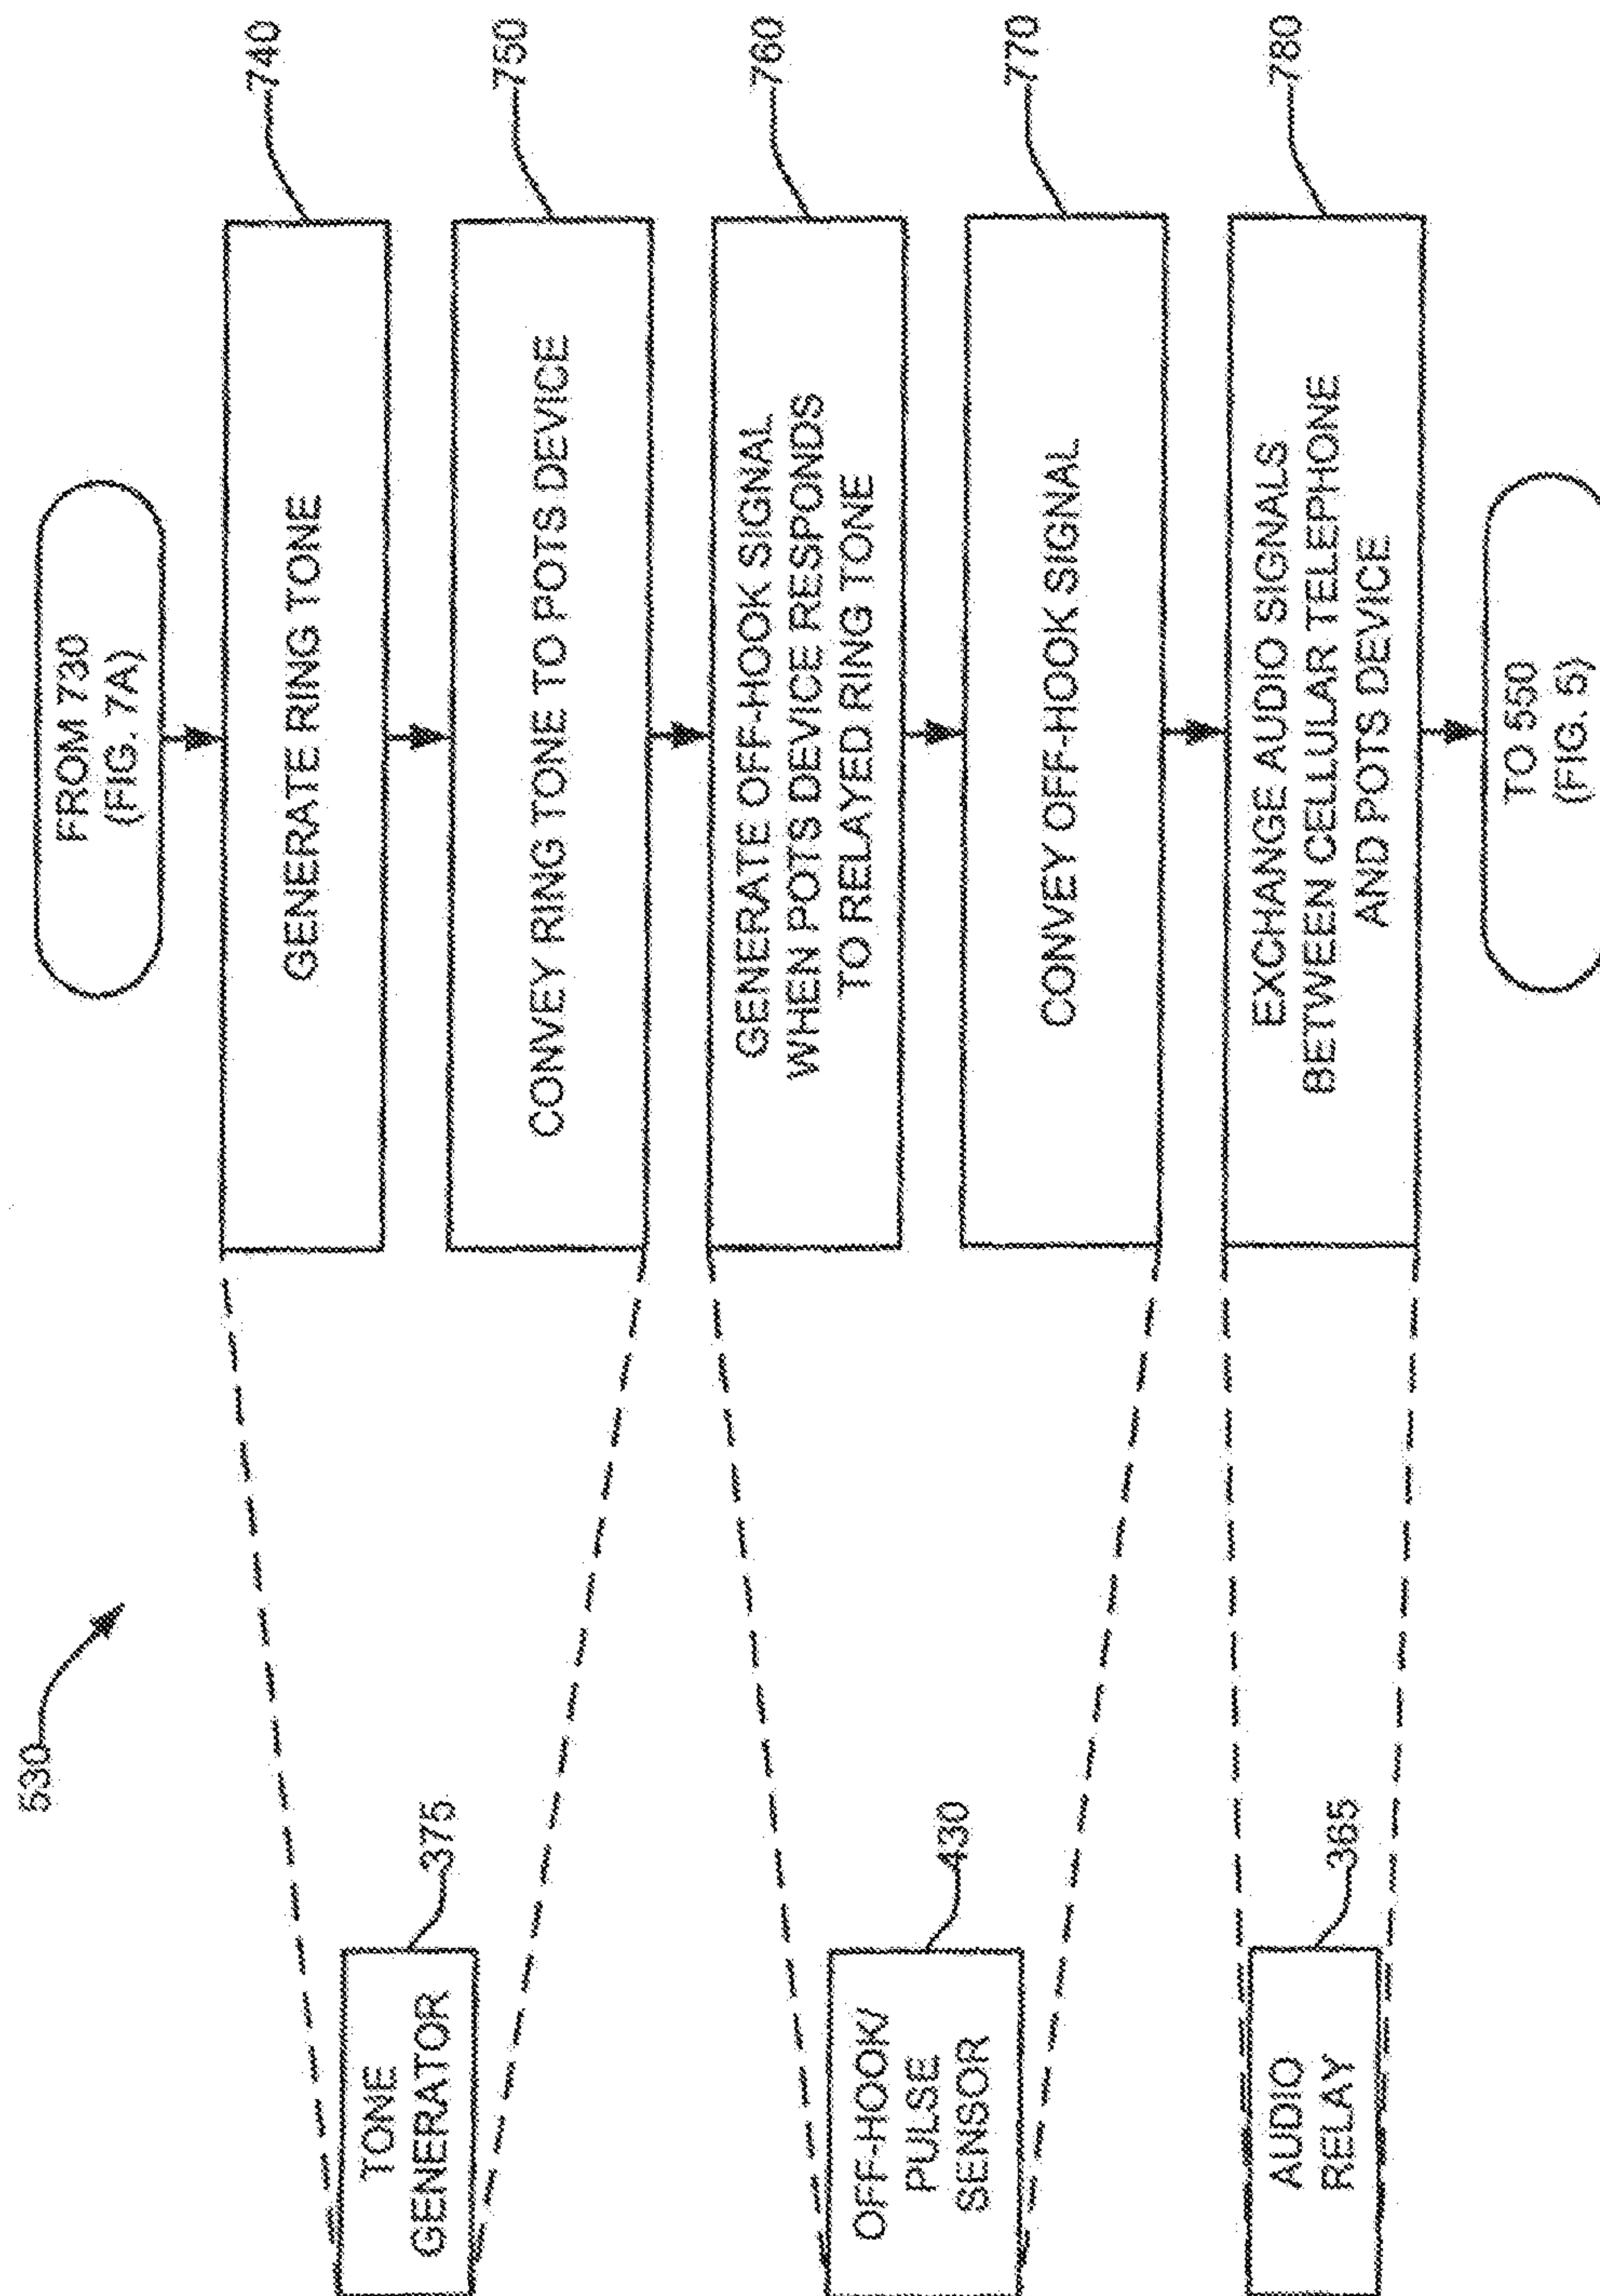 530
FROM 730
(FIG. 7A)
TONE
GENERATOR
375
GENERATE RING TONE
740
CONVEY RING TONE TO POTS DEVICE
750
OFF-HOOK/
PULSE
SENSOR
430
GENERATE OFF-HOOK SIGNAL
WHEN POTS DEVICE RESPONDS
TO RELAYED RING TONE
760
CONVEY OFF-HOOK SIGNAL
770
AUDIO
RELAY
365
EXCHANGE AUDIO SIGNALS
BETWEEN CELLULAR TELEPHONE
AND POTS DEVICE
780
TO 550
(FIG. 5)